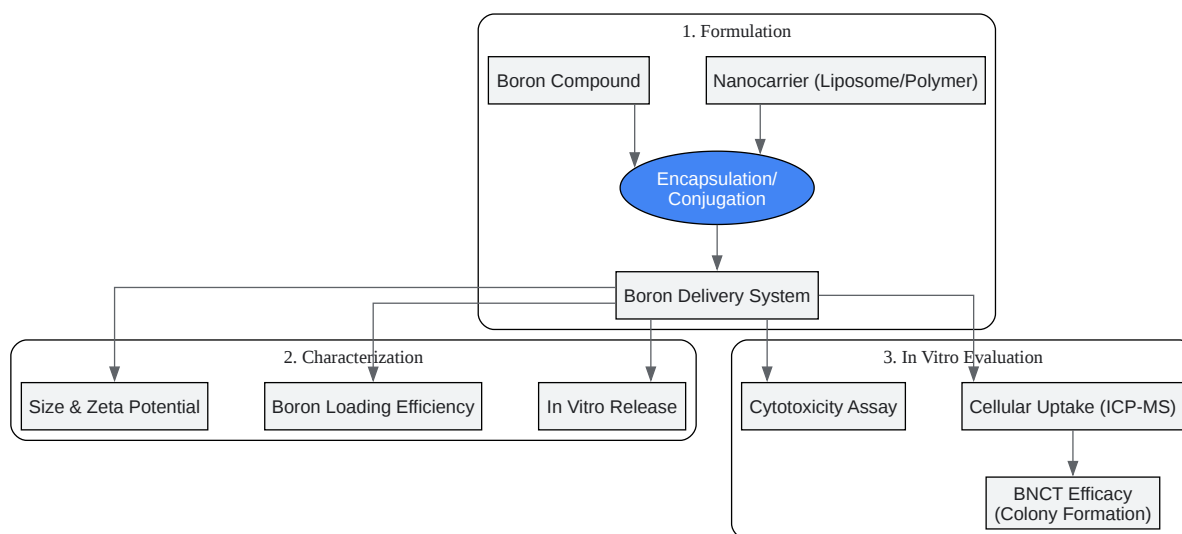 1. Formulation
Boron Compound
Nanocarrier (Liposome/Polymer)
Encapsulation/
Conjugation
Boron Delivery System
2. Characterization
Size & Zeta Potential
Boron Loading Efficiency
In Vitro Release
3. In Vitro Evaluation
Cytotoxicity Assay
Cellular Uptake (ICP-MS)
BNCT Efficacy
(Colony Formation)